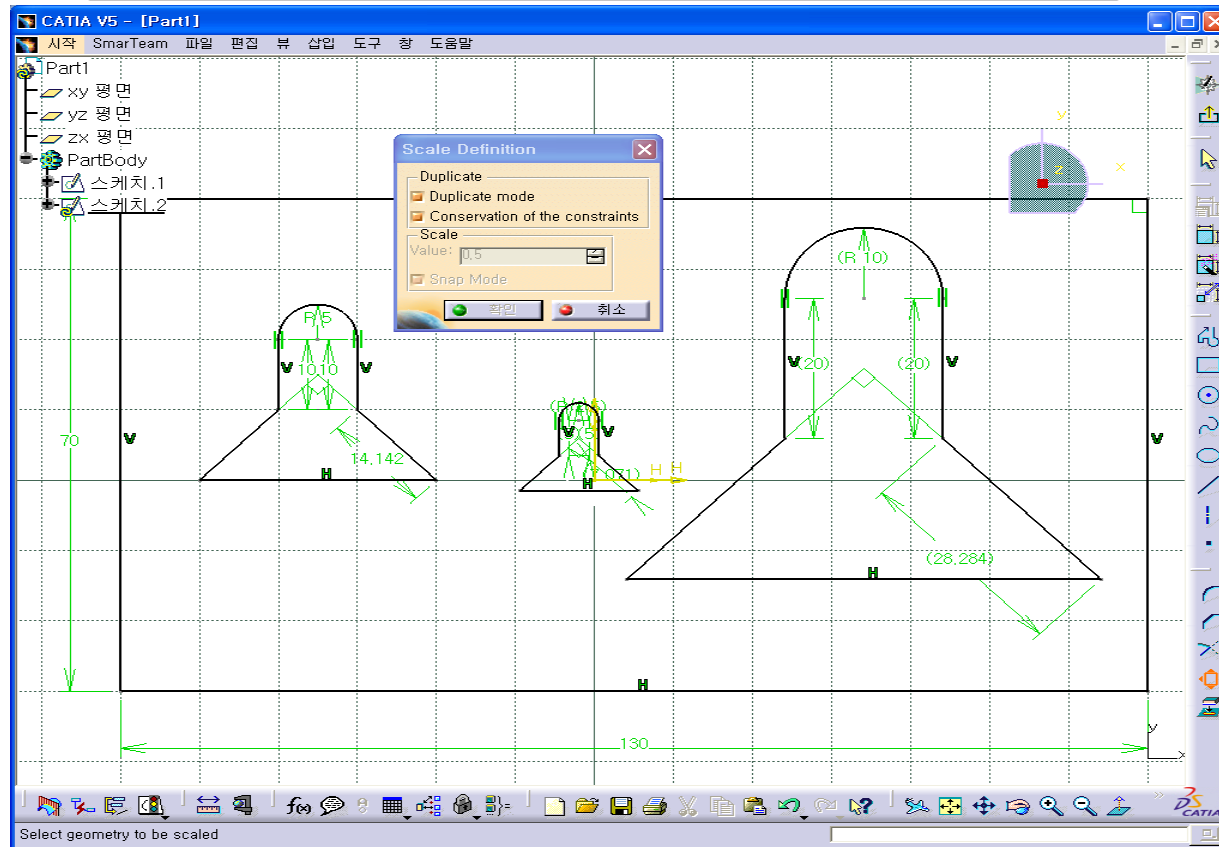 CATIA V5 - [Part1]
시작 SmarTeam 파일 편집 뷰 삽입 도구 창 도움말
Part1
xy 평면
yz 평면
zx 평면
PartBody
스케치.1
스케치.2
Scale Definition
Duplicate
Duplicate mode
Conservation of the constraints
Scale
Value: 0,5
Snap Mode
확인 취소
y
x
z
(R 10)
R 5
V 10 10 V
V (20) (20) V
70
V
V V
V
14,142
H
071) H H
H
(28,284)
H
H
130
y
x
f(x)
CATIA
Select geometry to be scaled